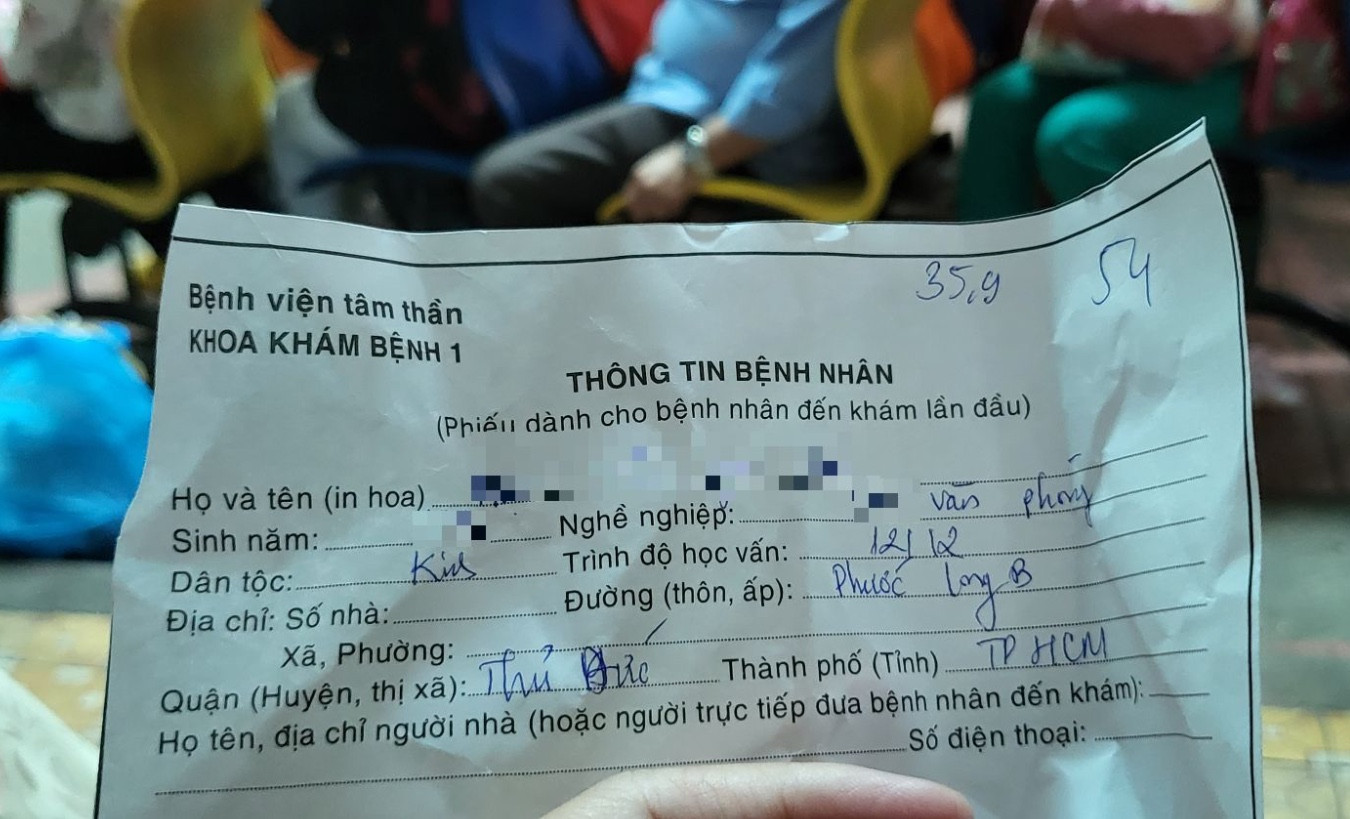 35,9 54
Bệnh viện tâm thần
KHOA KHÁM BỆNH 1
THÔNG TIN BỆNH NHÂN
(Phiếu dành cho bệnh nhân đến khám lần đầu)
Họ và tên (in hoa)
Sinh năm: Nghề nghiệp: văn phòng
Dân tộc: Kinh Trình độ học vấn: 12/12
Địa chỉ: Số nhà: Đường (thôn, ấp): Phước Long B
Xã, Phường:
Quận (Huyện, thị xã): Thủ Đức Thành phố (Tỉnh) TP HCM
Họ tên, địa chỉ người nhà (hoặc người trực tiếp đưa bệnh nhân đến khám):
Số điện thoại: